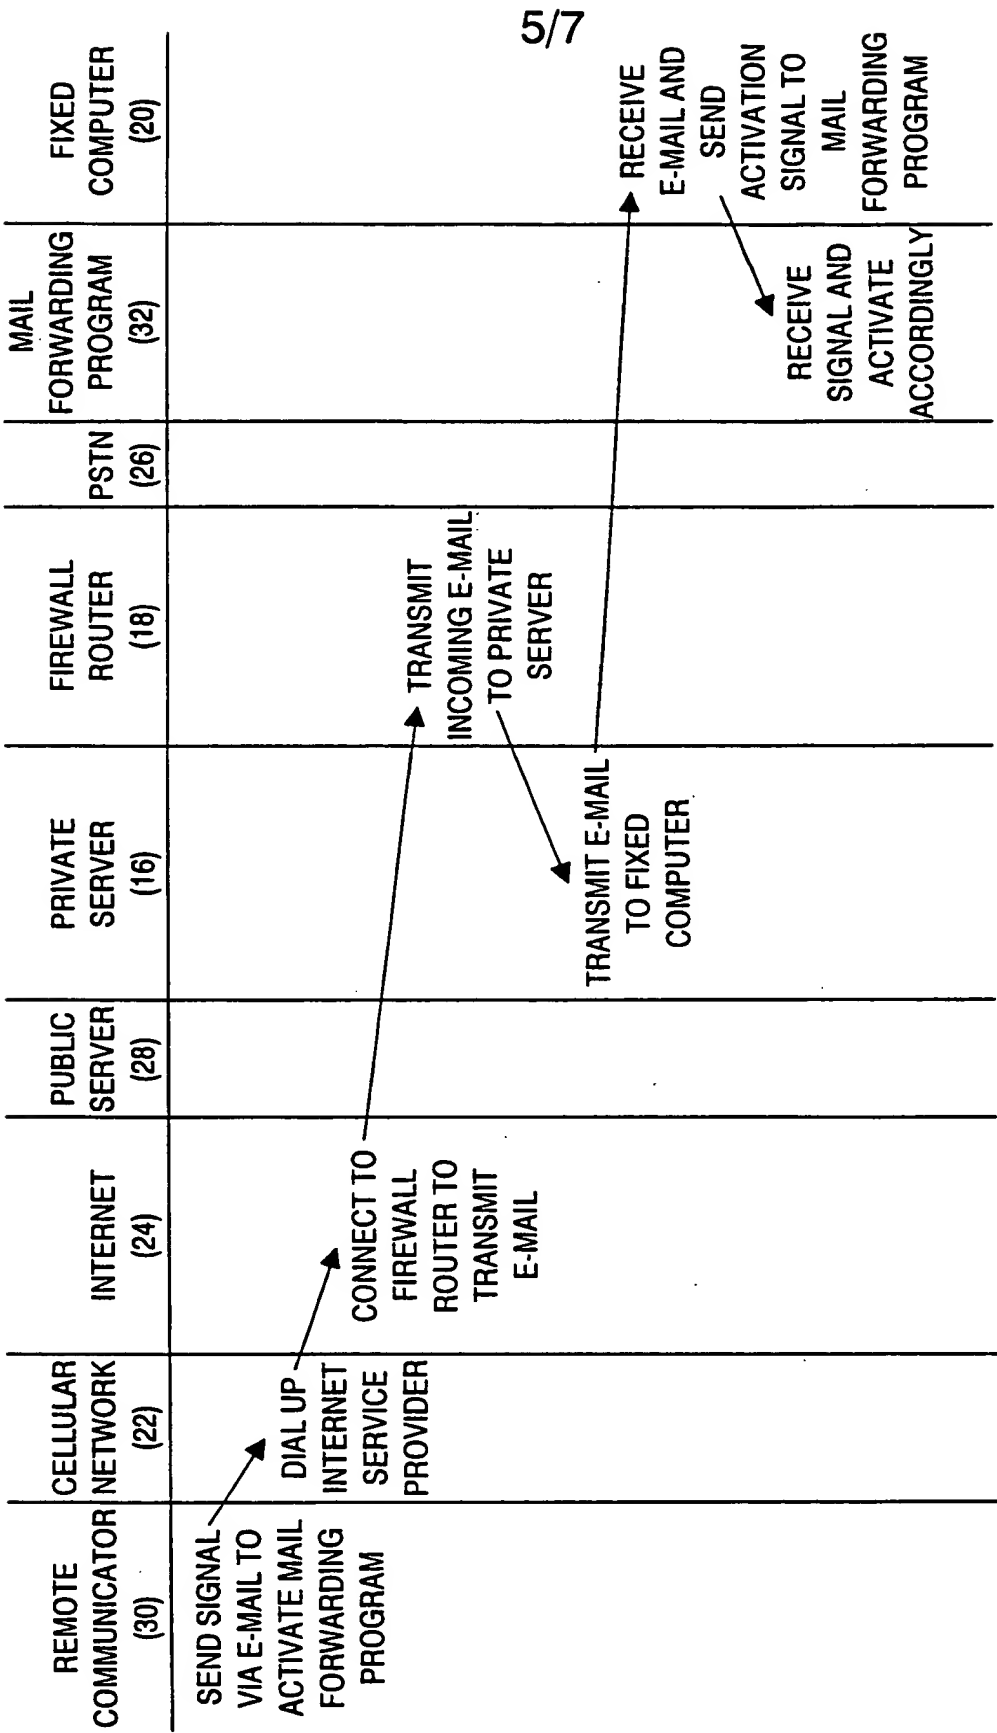 5/7
REMOTE
COMMUNICATOR
(30)
CELLULAR
NETWORK
(22)
INTERNET
(24)
PUBLIC
SERVER
(28)
PRIVATE
SERVER
(16)
FIREWALL
ROUTER
(18)
PSTN
(26)
MAIL
FORWARDING
PROGRAM
(32)
FIXED
COMPUTER
(20)
SEND SIGNAL
VIA E-MAIL TO
ACTIVATE MAIL
FORWARDING
PROGRAM
DIAL UP
INTERNET
SERVICE
PROVIDER
CONNECT TO
FIREWALL
ROUTER TO
TRANSMIT
E-MAIL
TRANSMIT
INCOMING E-MAIL
TO PRIVATE
SERVER
TRANSMIT E-MAIL
TO FIXED
COMPUTER
RECEIVE
E-MAIL AND
SEND
ACTIVATION
SIGNAL TO
MAIL
FORWARDING
PROGRAM
RECEIVE
SIGNAL AND
ACTIVATE
ACCORDINGLY